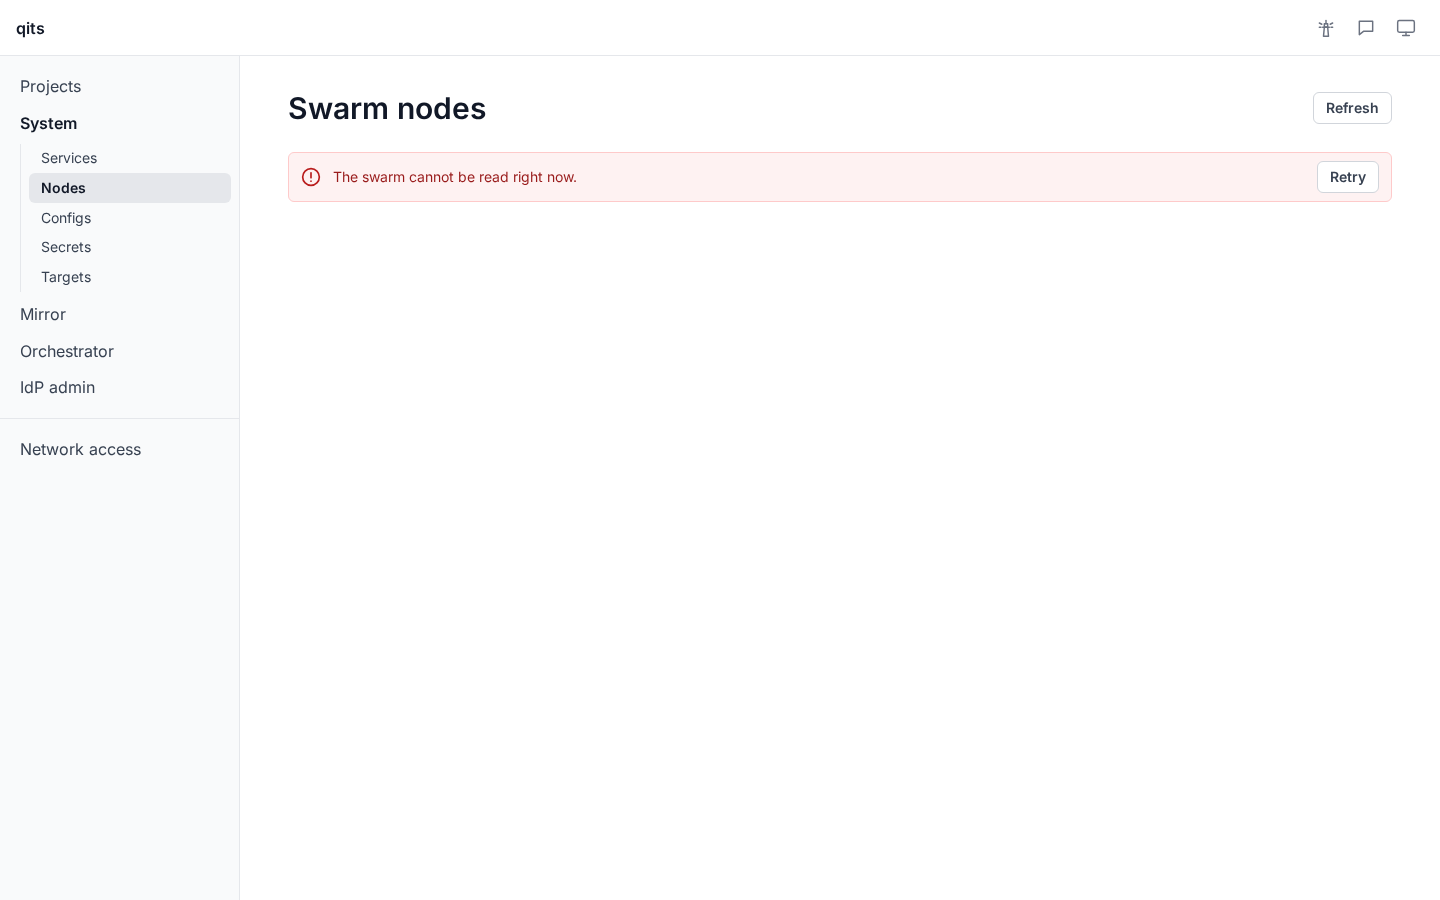 qits
Projects
System
Services
Nodes
Configs
Secrets
Targets
Mirror
Orchestrator
IdP admin
Network access
Swarm nodes
Refresh
The swarm cannot be read right now.
Retry